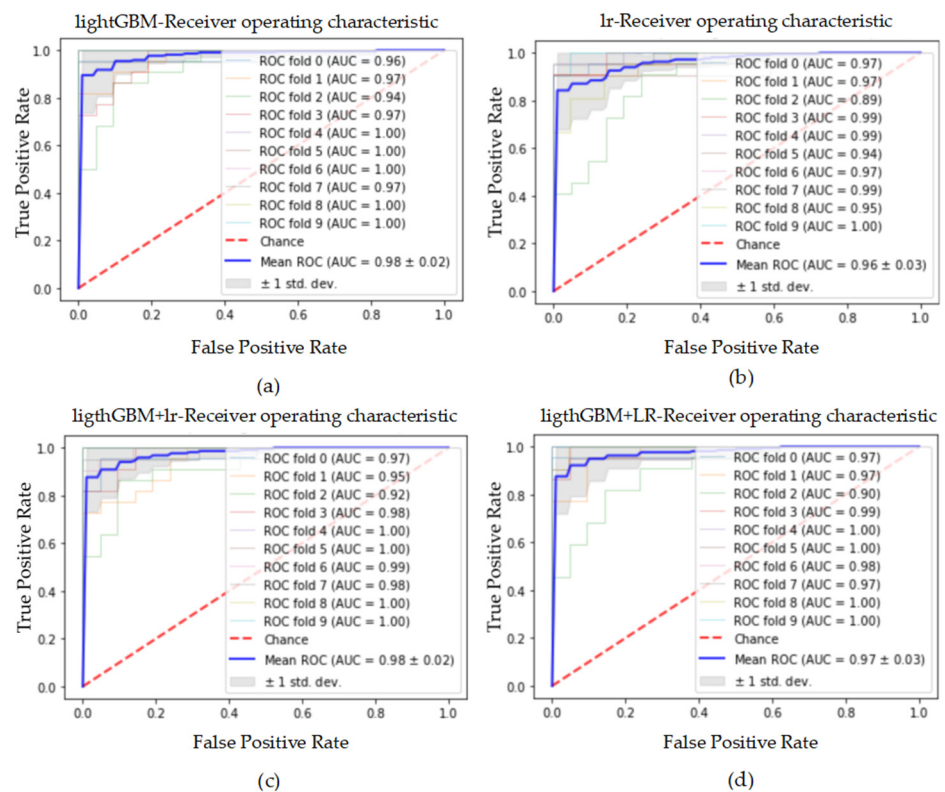 lightGBM-Receiver operating characteristic
True Positive Rate
1.0
0.8
0.6
0.4
0.2
0.0
ROC fold 0 (AUC = 0.96)
ROC fold 1 (AUC = 0.97)
ROC fold 2 (AUC = 0.94)
ROC fold 3 (AUC = 0.97)
ROC fold 4 (AUC = 1.00)
ROC fold 5 (AUC = 1.00)
ROC fold 6 (AUC = 1.00)
ROC fold 7 (AUC = 0.97)
ROC fold 8 (AUC = 1.00)
ROC fold 9 (AUC = 1.00)
Chance
Mean ROC (AUC = 0.98 ± 0.02)
± 1 std. dev.
0.0 0.2 0.4 0.6 0.8 1.0
False Positive Rate
(a)
lr-Receiver operating characteristic
True Positive Rate
1.0
0.8
0.6
0.4
0.2
0.0
ROC fold 0 (AUC = 0.97)
ROC fold 1 (AUC = 0.97)
ROC fold 2 (AUC = 0.89)
ROC fold 3 (AUC = 0.99)
ROC fold 4 (AUC = 0.99)
ROC fold 5 (AUC = 0.94)
ROC fold 6 (AUC = 0.97)
ROC fold 7 (AUC = 0.99)
ROC fold 8 (AUC = 0.95)
ROC fold 9 (AUC = 1.00)
Chance
Mean ROC (AUC = 0.96 ± 0.03)
± 1 std. dev.
0.0 0.2 0.4 0.6 0.8 1.0
False Positive Rate
(b)
ligthGBM+lr-Receiver operating characteristic
True Positive Rate
1.0
0.8
0.6
0.4
0.2
0.0
ROC fold 0 (AUC = 0.97)
ROC fold 1 (AUC = 0.95)
ROC fold 2 (AUC = 0.92)
ROC fold 3 (AUC = 0.98)
ROC fold 4 (AUC = 1.00)
ROC fold 5 (AUC = 1.00)
ROC fold 6 (AUC = 0.99)
ROC fold 7 (AUC = 0.98)
ROC fold 8 (AUC = 1.00)
ROC fold 9 (AUC = 1.00)
Chance
Mean ROC (AUC = 0.98 ± 0.02)
± 1 std. dev.
0.0 0.2 0.4 0.6 0.8 1.0
False Positive Rate
(c)
ligthGBM+LR-Receiver operating characteristic
True Positive Rate
1.0
0.8
0.6
0.4
0.2
0.0
ROC fold 0 (AUC = 0.97)
ROC fold 1 (AUC = 0.97)
ROC fold 2 (AUC = 0.90)
ROC fold 3 (AUC = 0.99)
ROC fold 4 (AUC = 1.00)
ROC fold 5 (AUC = 1.00)
ROC fold 6 (AUC = 0.98)
ROC fold 7 (AUC = 0.97)
ROC fold 8 (AUC = 1.00)
ROC fold 9 (AUC = 1.00)
Chance
Mean ROC (AUC = 0.97 ± 0.03)
± 1 std. dev.
0.0 0.2 0.4 0.6 0.8 1.0
False Positive Rate
(d)